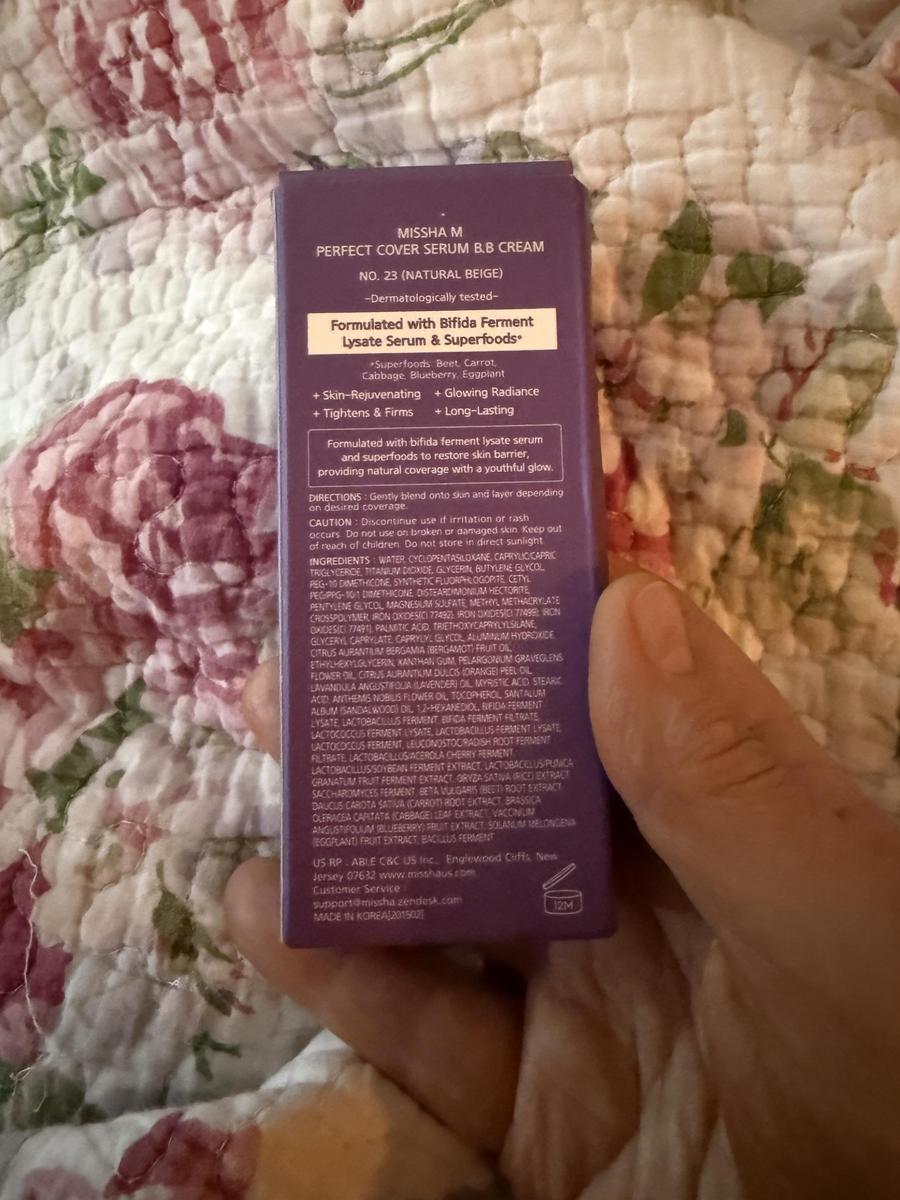 MISSHA M
PERFECT COVER SERUM B.B CREAM
NO. 23 (NATURAL BEIGE)
-Dermatologically tested-
Formulated with Bifida Ferment
Lysate Serum & Superfoods*
*Superfoods: Beet, Carrot,
Cabbage, Blueberry, Eggplant
+ Skin-Rejuvenating + Glowing Radiance
+ Tightens & Firms + Long-Lasting
Formulated with bifida ferment lysate serum
and superfoods to restore skin barrier,
providing natural coverage with a youthful glow.
DIRECTIONS : Gently blend onto skin and layer depending
on desired coverage.
CAUTION : Discontinue use if irritation or rash
occurs. Do not use on broken or damaged skin. Keep out
of reach of children. Do not store in direct sunlight.
INGREDIENTS : WATER, CYCLOPENTASILOXANE, CAPRYLIC/CAPRIC
TRIGLYCERIDE, TITANIUM DIOXIDE, GLYCERIN, BUTYLENE GLYCOL,
PEG-10 DIMETHICONE, SYNTHETIC FLUORPHLOGOPITE, CETYL
PEG/PPG-10/1 DIMETHICONE, DISTEARDIMONIUM HECTORITE,
PENTYLENE GLYCOL, MAGNESIUM SULFATE, METHYL METHACRYLATE
CROSSPOLYMER, IRON OXIDES(CI 77492), IRON OXIDES(CI 77499), IRON
OXIDES(CI 77491), PALMITIC ACID, TRIETHOXYCAPRYLYLSILANE,
GLYCERYL CAPRYLATE, CAPRYLYL GLYCOL, ALUMINUM HYDROXIDE,
CITRUS AURANTIUM BERGAMIA (BERGAMOT) FRUIT OIL,
ETHYLHEXYLGLYCERIN, XANTHAN GUM, PELARGONIUM GRAVEOLENS
FLOWER OIL, CITRUS AURANTIUM DULCIS (ORANGE) PEEL OIL,
LAVANDULA ANGUSTIFOLIA (LAVENDER) OIL, MYRISTIC ACID, STEARIC
ACID, ANTHEMIS NOBILIS FLOWER OIL, TOCOPHEROL, SANTALUM
ALBUM (SANDALWOOD) OIL, 1,2-HEXANEDIOL, BIFIDA FERMENT
LYSATE, LACTOBACILLUS FERMENT, BIFIDA FERMENT FILTRATE,
LACTOCOCCUS FERMENT LYSATE, LACTOBACILLUS FERMENT LYSATE,
LACTOCOCCUS FERMENT, LEUCONOSTOC/RADISH ROOT FERMENT
FILTRATE, LACTOBACILLUS/ACEROLA CHERRY FERMENT,
LACTOBACILLUS/SOYBEAN FERMENT EXTRACT, LACTOBACILLUS/PUNICA
GRANATUM FRUIT FERMENT EXTRACT, ORYZA SATIVA (RICE) EXTRACT,
SACCHAROMYCES FERMENT, BETA VULGARIS (BEET) ROOT EXTRACT,
DAUCUS CAROTA SATIVA (CARROT) ROOT EXTRACT, BRASSICA
OLERACEA CAPITATA (CABBAGE) LEAF EXTRACT, VACCINIUM
ANGUSTIFOLIUM (BLUEBERRY) FRUIT EXTRACT, SOLANUM MELONGENA
(EGGPLANT) FRUIT EXTRACT, BACILLUS FERMENT
US RP : ABLE C&C US Inc., Englewood Cliffs, New
Jersey 07632 www.misshaus.com
Customer Service :
support@missha.zendesk.com
MADE IN KOREA[201502]
12M